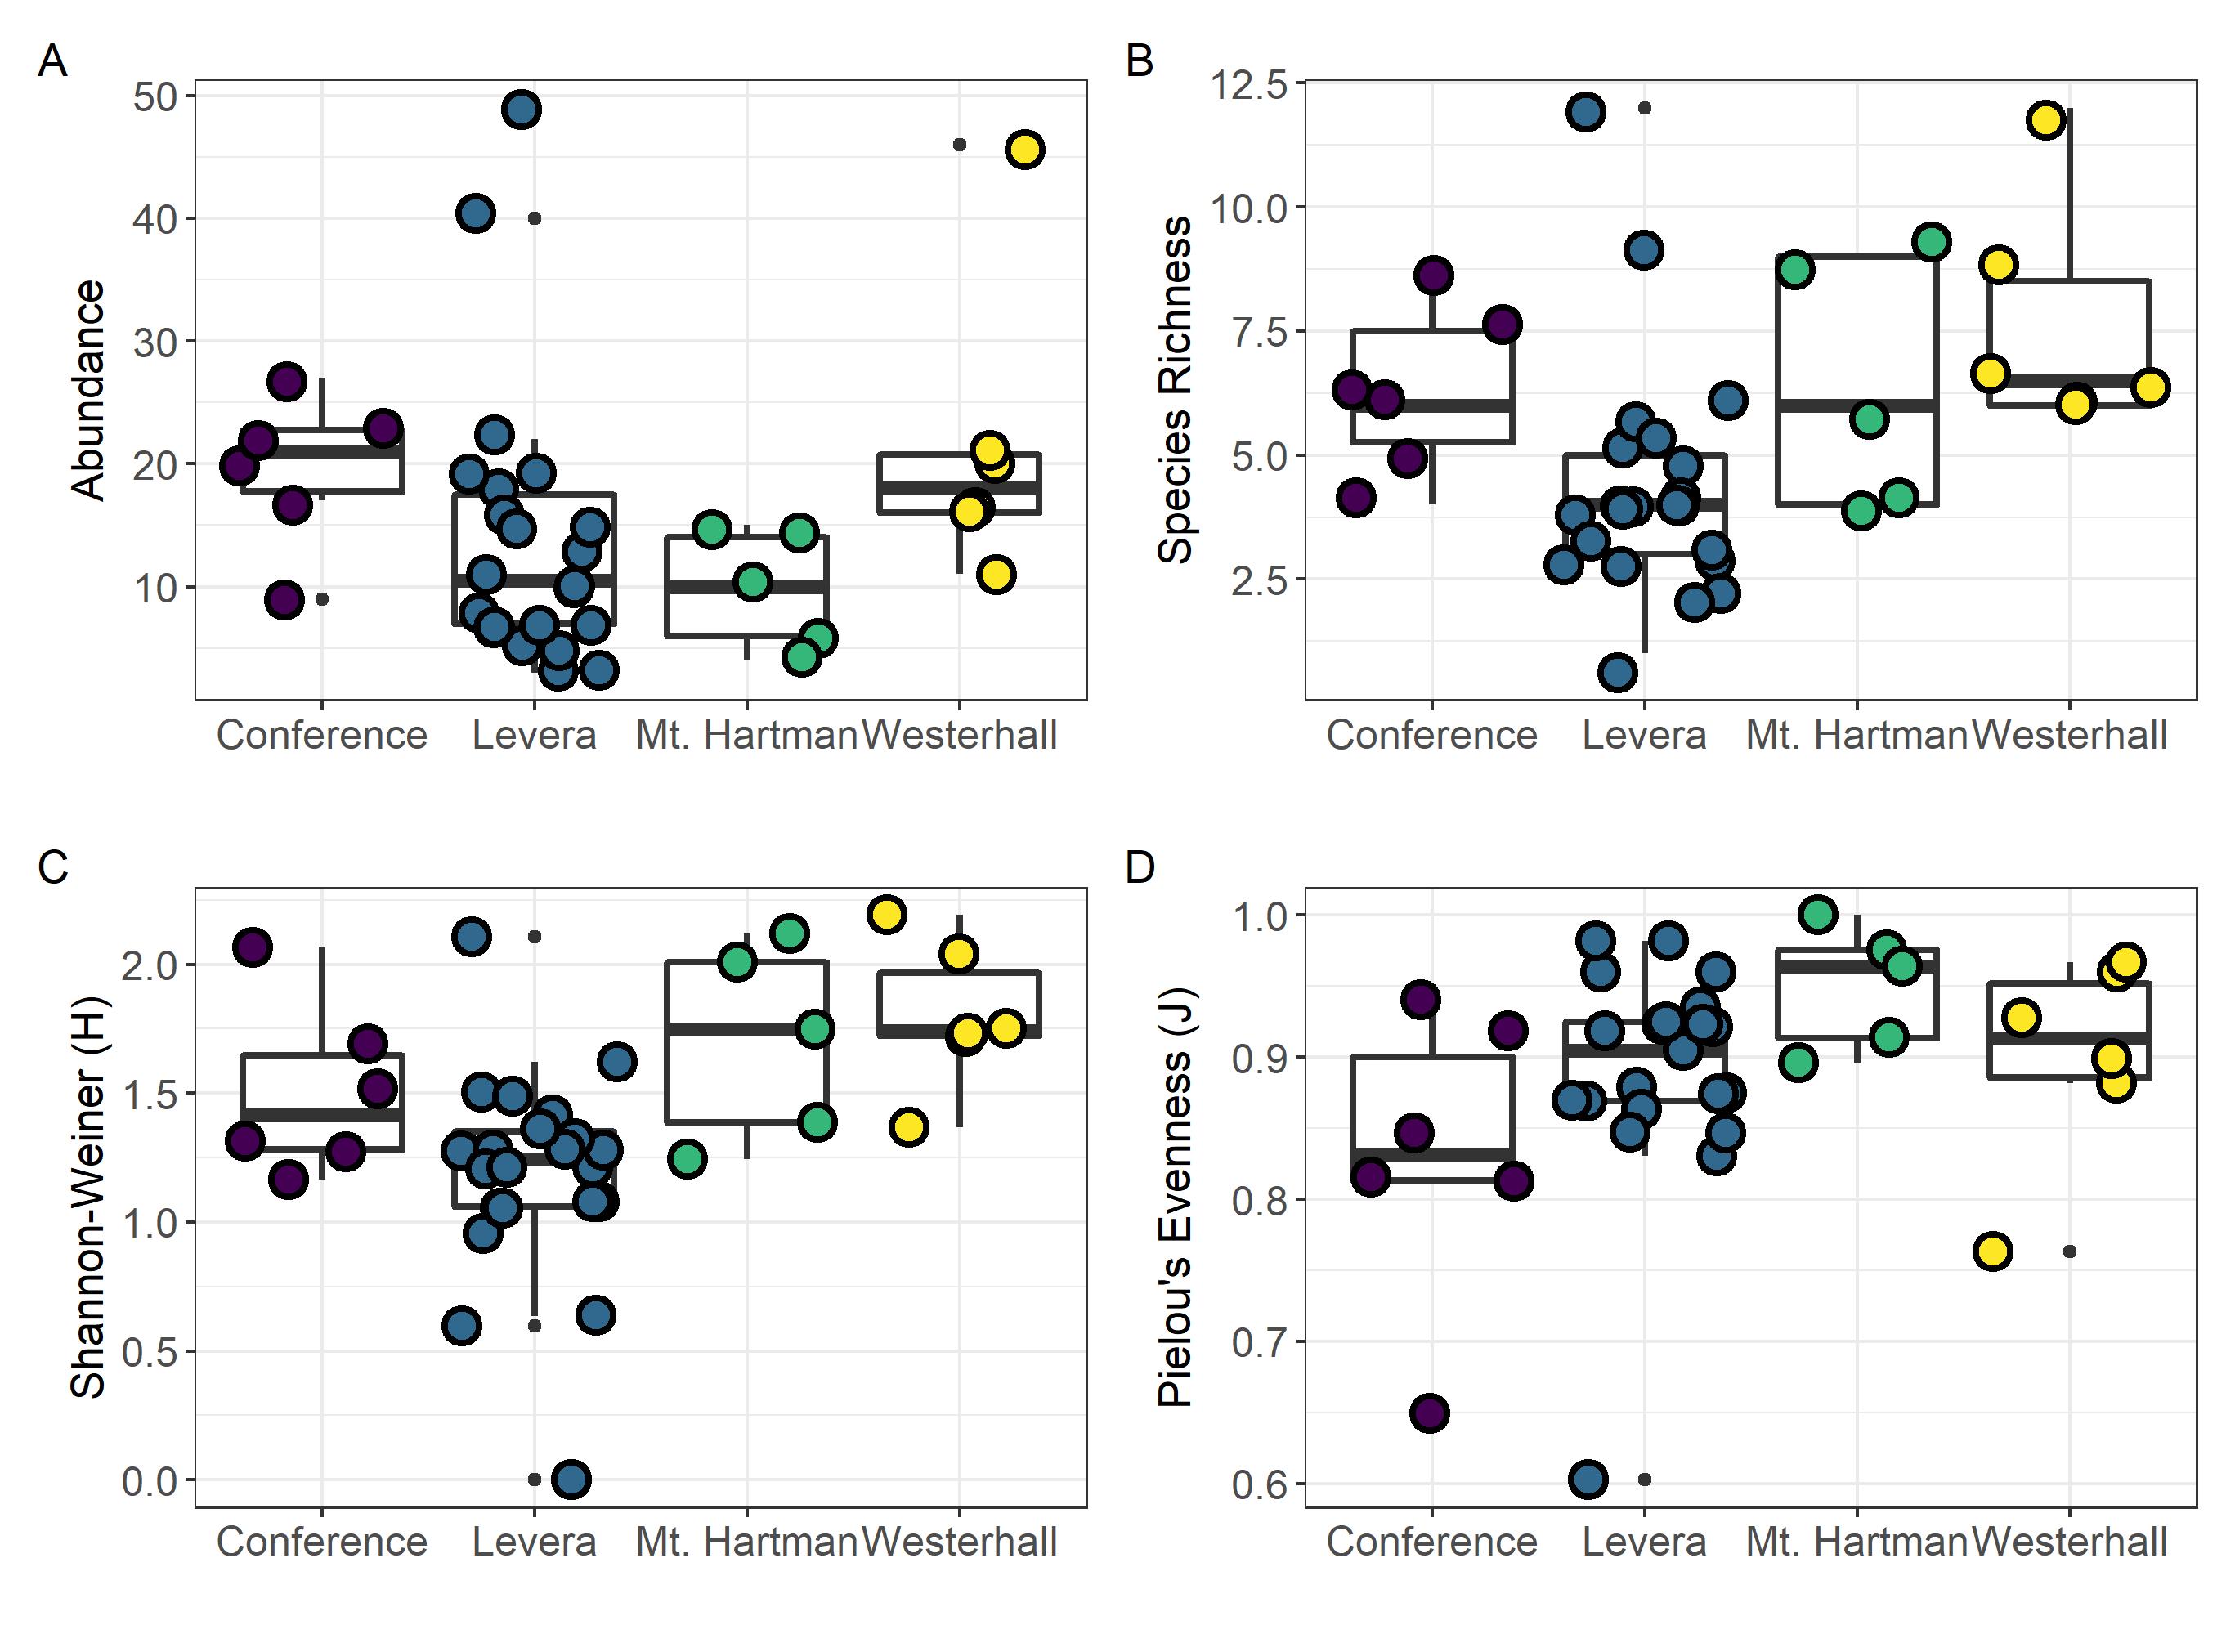 A
B
Abundance
50
40
30
20
10
Conference Levera Mt. Hartman Westerhall
Species Richness
12.5
10.0
7.5
5.0
2.5
Conference Levera Mt. Hartman Westerhall
C
D
Shannon-Weiner (H)
2.0
1.5
1.0
0.5
0.0
Conference Levera Mt. Hartman Westerhall
Pielou's Evenness (J)
1.0
0.9
0.8
0.7
0.6
Conference Levera Mt. Hartman Westerhall